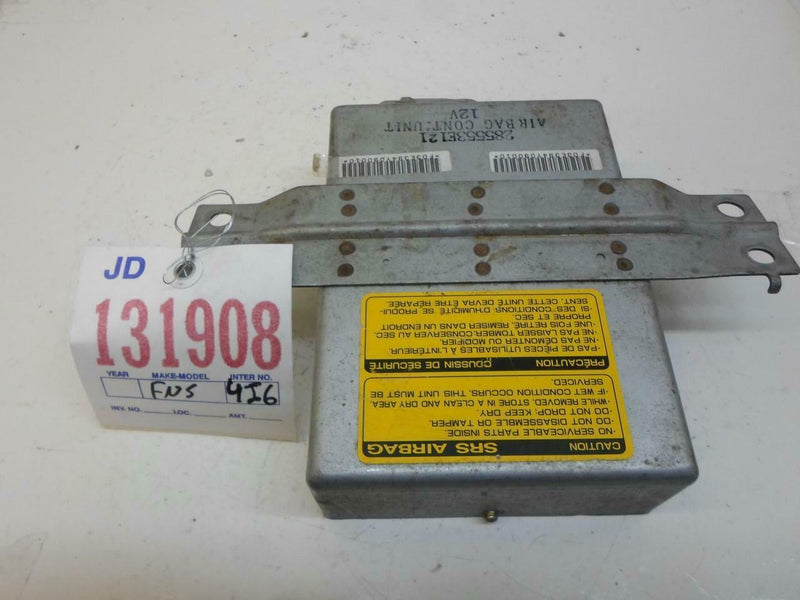 JD
131908
YEAR MAKE-MODEL INTER NO.
FNS 4I6
INV. NO. LOC. AMT.
285553E121
AIRBAG CONT:UNIT
12V
CAUTION SRS AIRBAG
·NO SERVICEABLE PARTS INSIDE.
·DO NOT DISASSEMBLE OR TAMPER.
·DO NOT DROP, KEEP DRY.
·WHILE REMOVED, STORE IN A CLEAN AND DRY AREA
·IF WET CONDITION OCCURS, THIS UNIT MUST BE
SERVICED.
PRÉCAUTION COUSSIN DE SÉCURITÉ
·PAS DE PIÈCES UTILISABLES À L'INTÉRIEUR.
·NE PAS DÉMONTER OU MODIFIER.
·NE PAS LAISSER TOMBER.CONSERVER AU SEC.
·UNE FOIS RETIRÉ, REMISER DANS UN ENDROIT
PROPRE ET SEC
·SI DES CONDITIONS D'HUMIDITÉ SE PRODUI-
SENT. CETTE UNITÉ DEVRA ÊTRE RÉPARÉE.